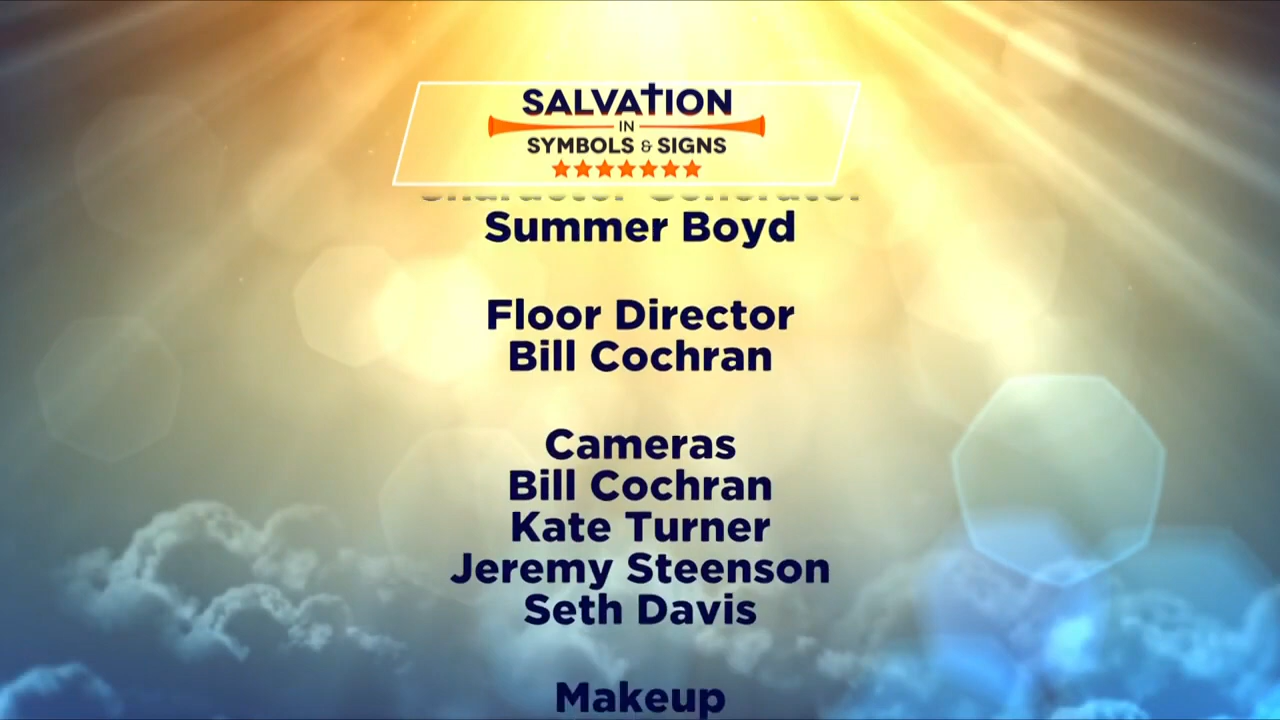 SALVATION
IN
SYMBOLS & SIGNS
Summer Boyd
Floor Director
Bill Cochran
Cameras
Bill Cochran
Kate Turner
Jeremy Steenson
Seth Davis
Makeup